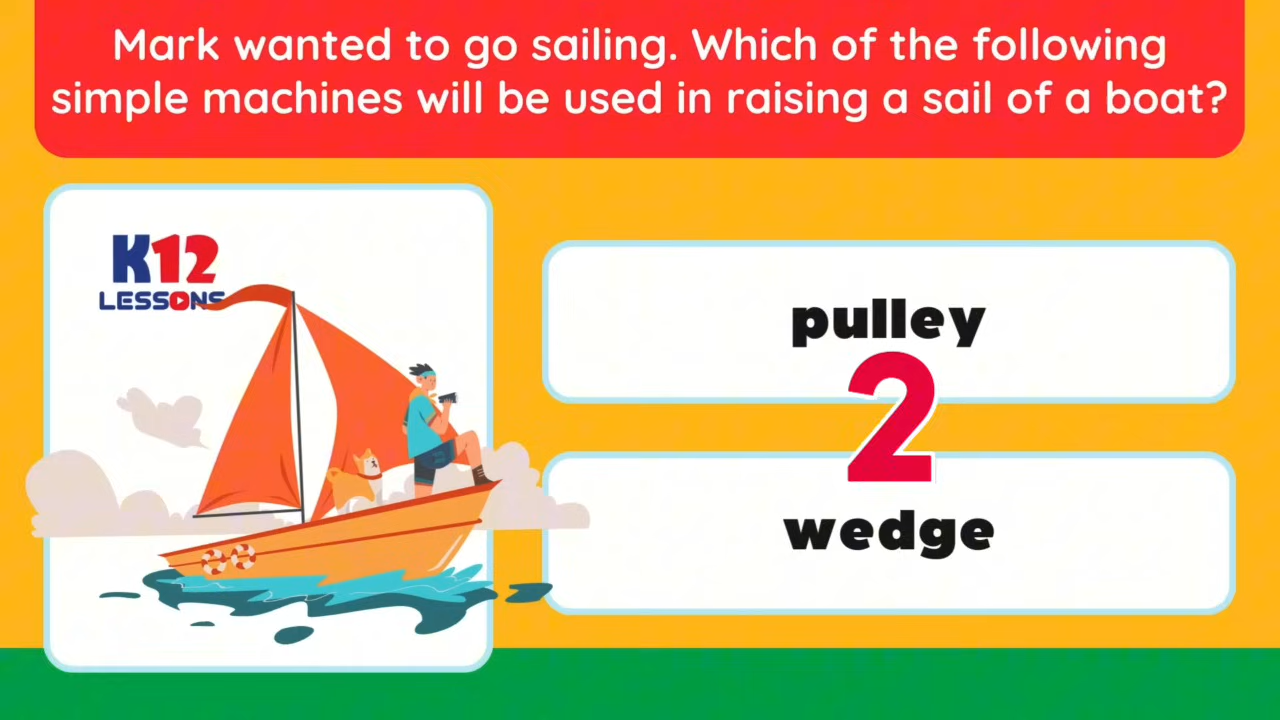 Mark wanted to go sailing. Which of the following
simple machines will be used in raising a sail of a boat?
K12
LESSONS
pulley
2
wedge